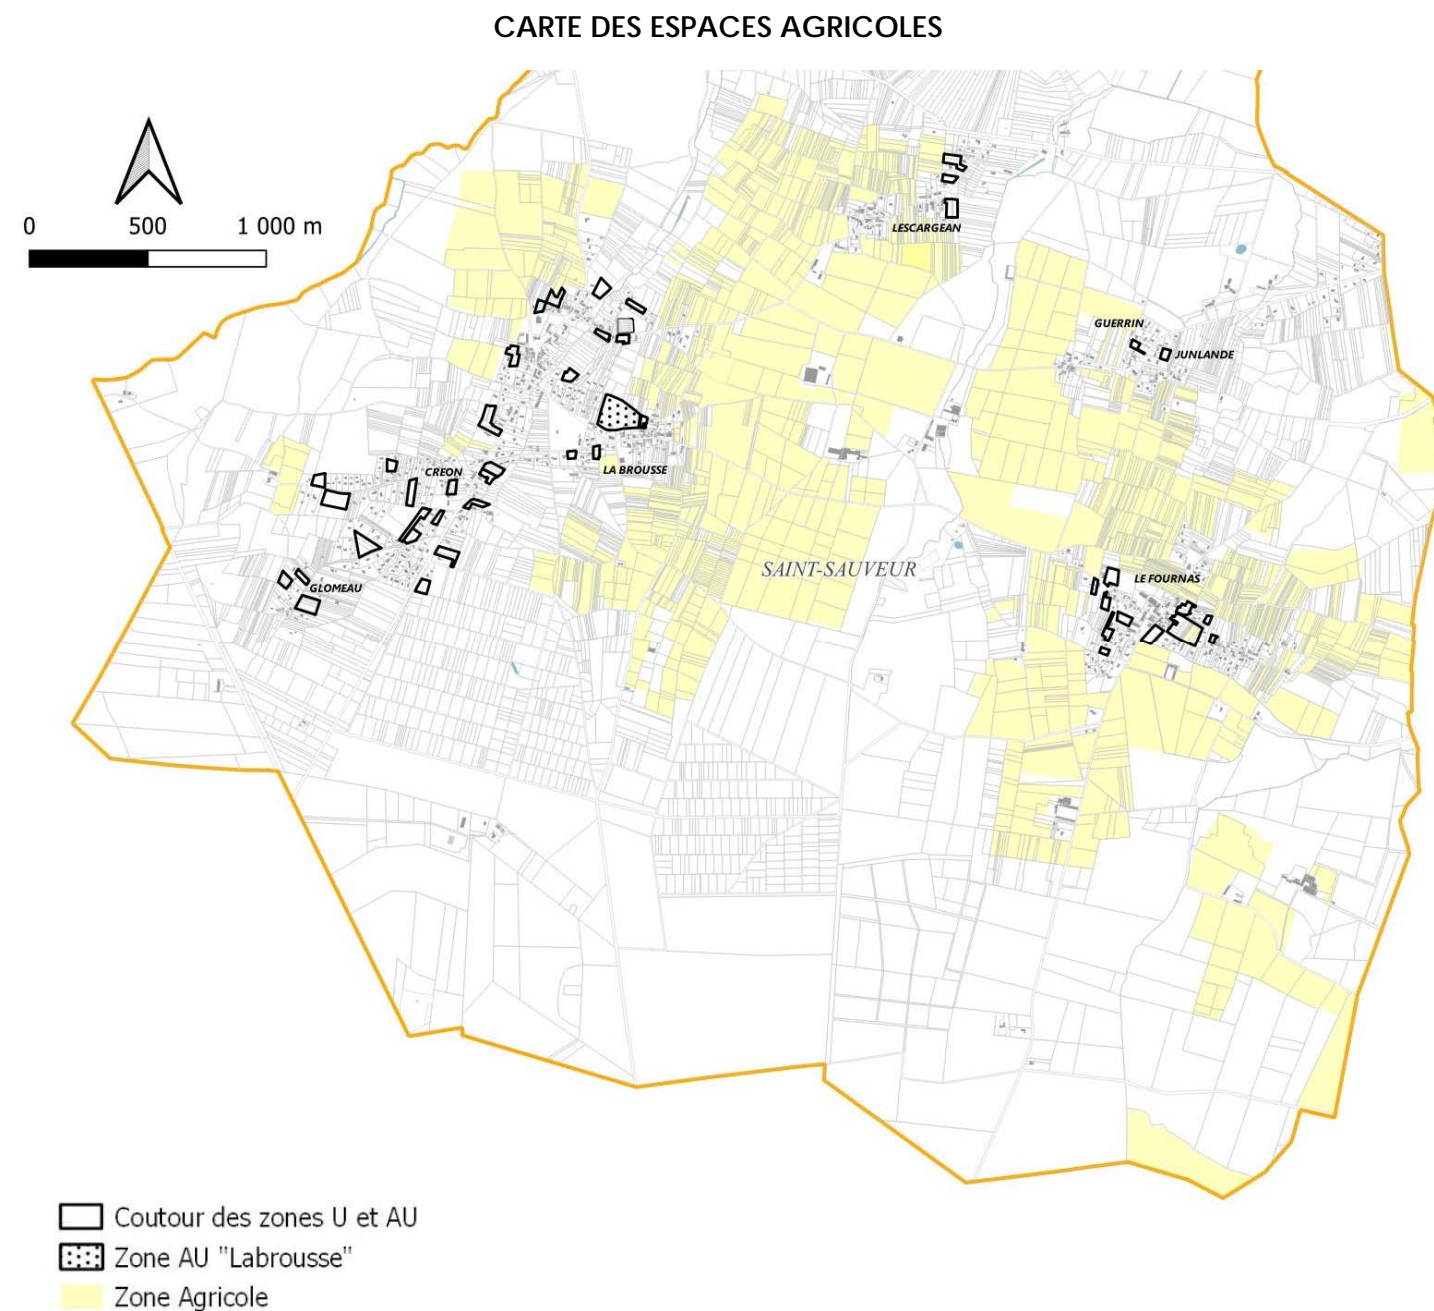 CARTE DES ESPACES AGRICOLES
0 500 1 000 m
LESCARGEAN
GUERRIN
JUNLANDE
CREON
LA BROUSSE
SAINT-SAUVEUR
LE FOURNAS
GLOMEAU
Coutour des zones U et AU
Zone AU "Labrousse"
Zone Agricole